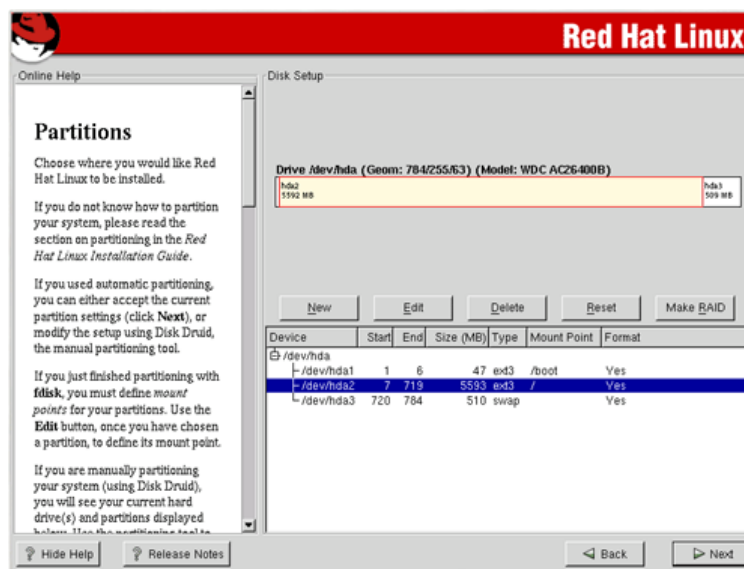 Red Hat Linux
Online Help
Partitions
Choose where you would like Red
Hat Linux to be installed.
If you do not know how to partition
your system, please read the
section on partitioning in the Red
Hat Linux Installation Guide.
If you used automatic partitioning,
you can either accept the current
partition settings (click Next), or
modify the setup using Disk Druid,
the manual partitioning tool.
If you just finished partitioning with
fdisk, you must define mount
points for your partitions. Use the
Edit button, once you have chosen
a partition, to define its mount point.
If you are manually partitioning
your system (using Disk Druid),
you will see your current hard
drive(s) and partitions displayed
below. Use the partitioning tool to
Disk Setup
Drive /dev/hda (Geom: 784/255/63) (Model: WDC AC26400B)
hda2 hda3
5592 MB 509 MB
New Edit Delete Reset Make RAID
Device Start End Size (MB) Type Mount Point Format
/dev/hda
/dev/hda1 1 6 47 ext3 /boot Yes
/dev/hda2 7 719 5593 ext3 / Yes
/dev/hda3 720 784 510 swap Yes
Hide Help Release Notes Back Next